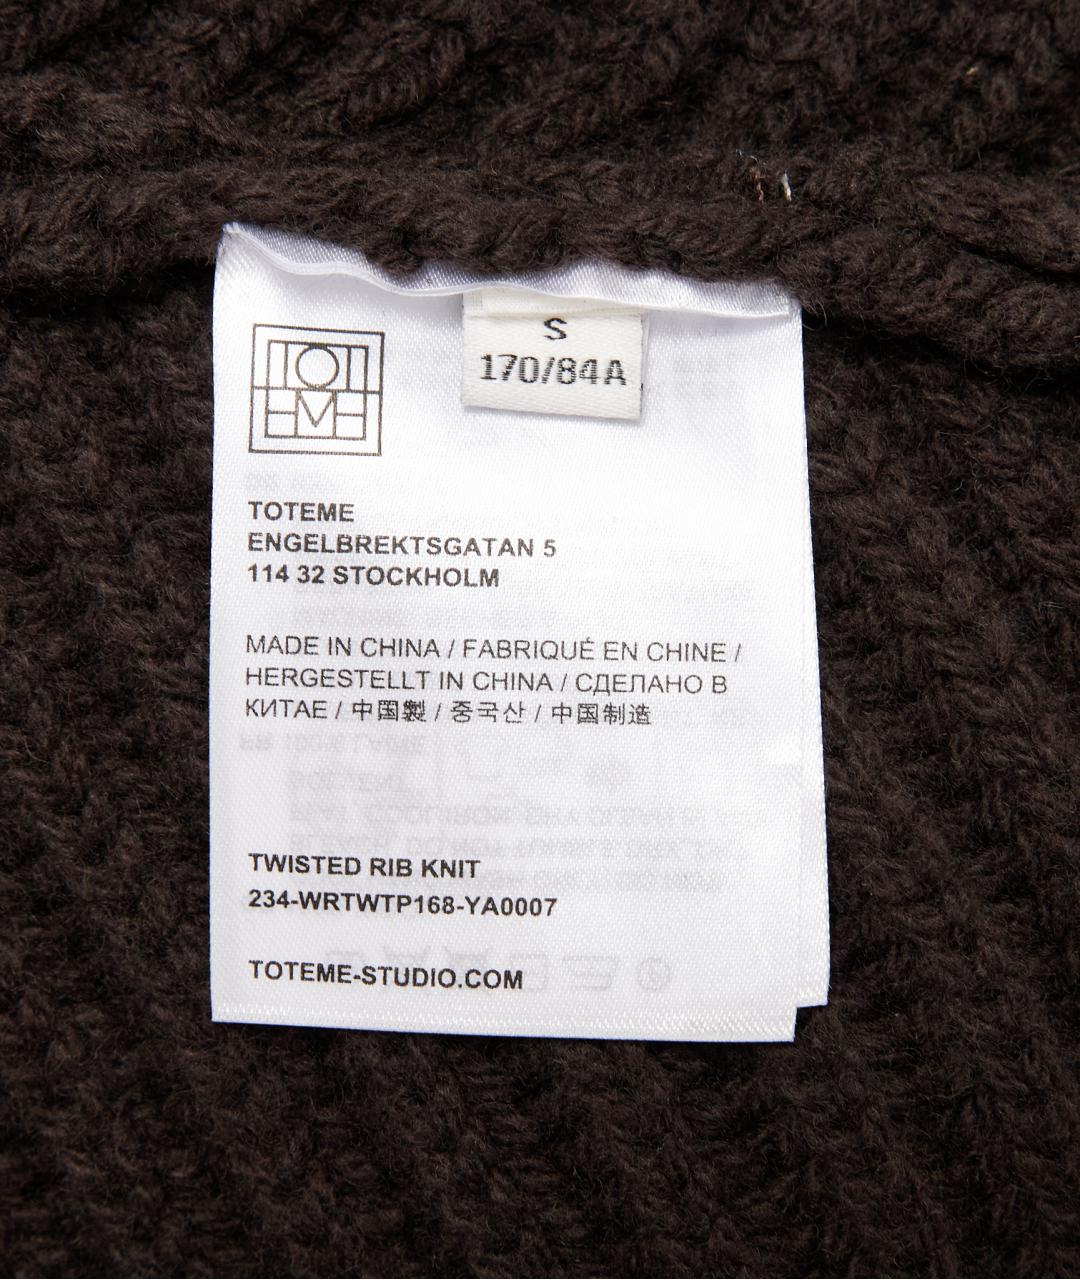 S
170/84A
TOTEME
TOTEME
ENGELBREKTSGATAN 5
114 32 STOCKHOLM
MADE IN CHINA / FABRIQUÉ EN CHINE /
HERGESTELLT IN CHINA / СДЕЛАНО В
КИТАЕ / 中国製 / 중국산 / 中国制造
TWISTED RIB KNIT
234-WRTWTP168-YA0007
TOTEME-STUDIO.COM